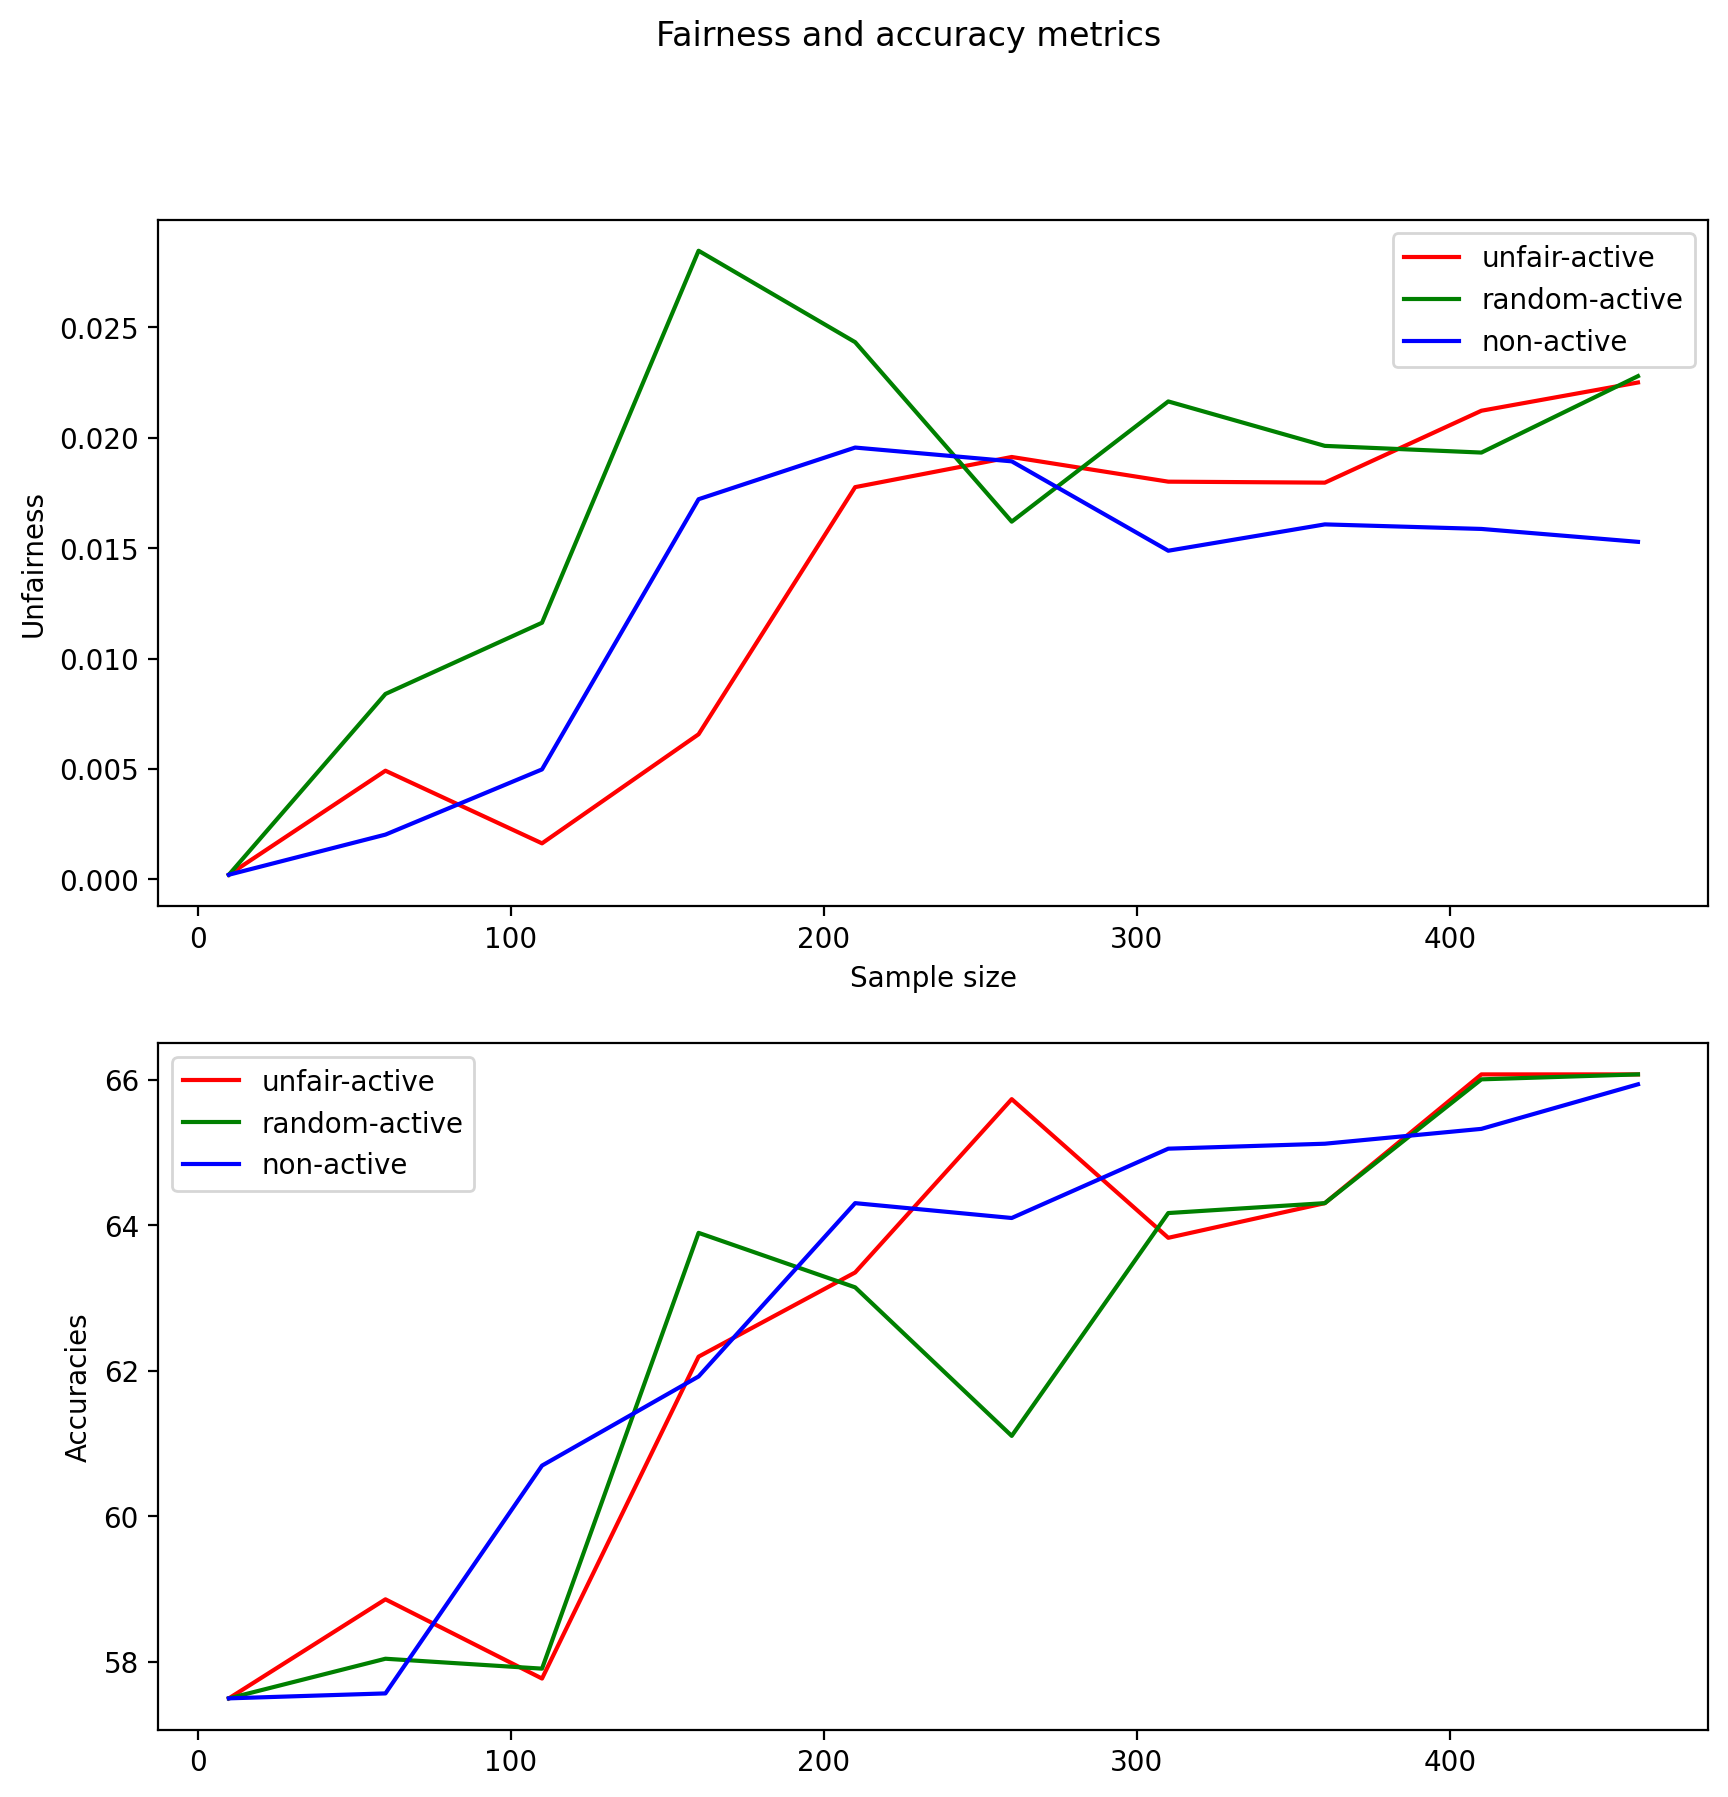 Fairness and accuracy metrics
unfair-active
random-active
non-active
0.025
0.020
0.015
0.010
0.005
0.000
Unfairness
0 100 200 300 400
Sample size
unfair-active
random-active
non-active
66
64
62
60
58
Accuracies
0 100 200 300 400